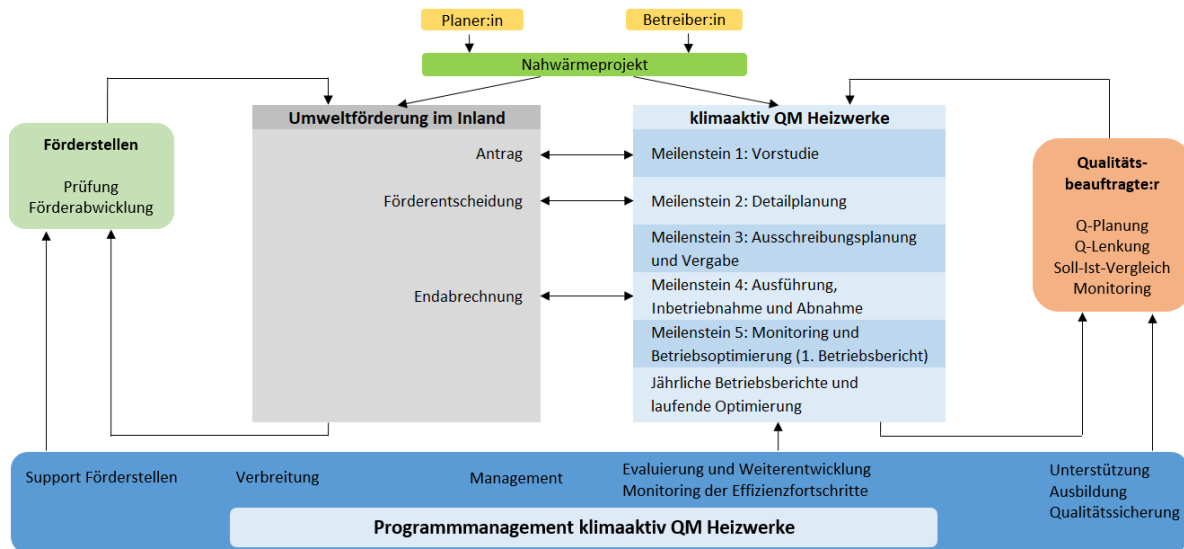 Planer:in
Betreiber:in
Nahwärmeprojekt
Förderstellen
Prüfung
Förderabwicklung
Umweltförderung im Inland
Antrag
Förderentscheidung
Endabrechnung
klimaaktiv QM Heizwerke
Meilenstein 1: Vorstudie
Meilenstein 2: Detailplanung
Meilenstein 3: Ausschreibungsplanung
und Vergabe
Meilenstein 4: Ausführung,
Inbetriebnahme und Abnahme
Meilenstein 5: Monitoring und
Betriebsoptimierung (1. Betriebsbericht)
Jährliche Betriebsberichte und
laufende Optimierung
Qualitäts-
beauftragte:r
Q-Planung
Q-Lenkung
Soll-Ist-Vergleich
Monitoring
Support Förderstellen
Verbreitung
Management
Evaluierung und Weiterentwicklung
Monitoring der Effizienzfortschritte
Unterstützung
Ausbildung
Qualitätssicherung
Programmmanagement klimaaktiv QM Heizwerke